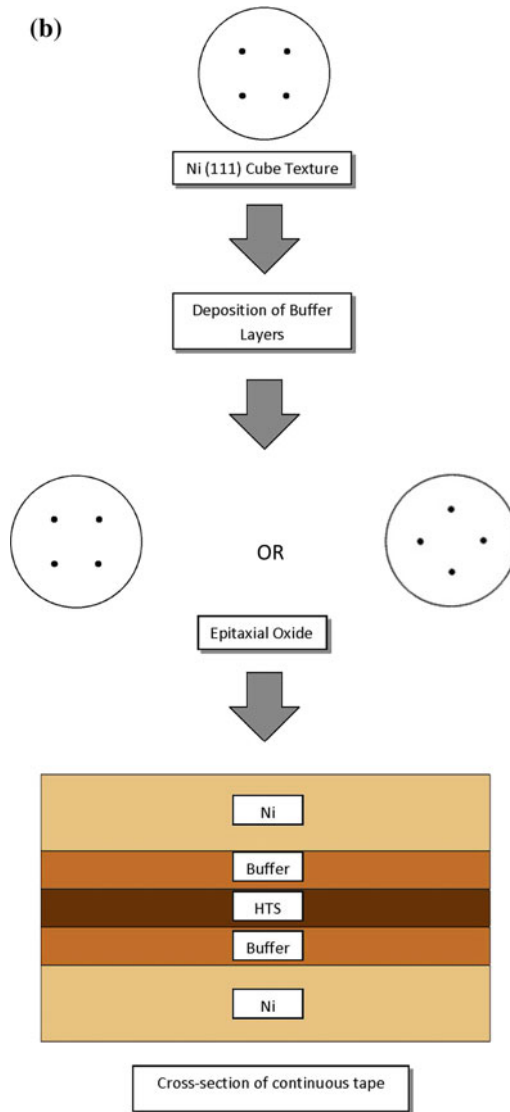 (b)
Ni (111) Cube Texture
Deposition of Buffer
Layers
OR
Epitaxial Oxide
Ni
Buffer
HTS
Buffer
Ni
Cross-section of continuous tape